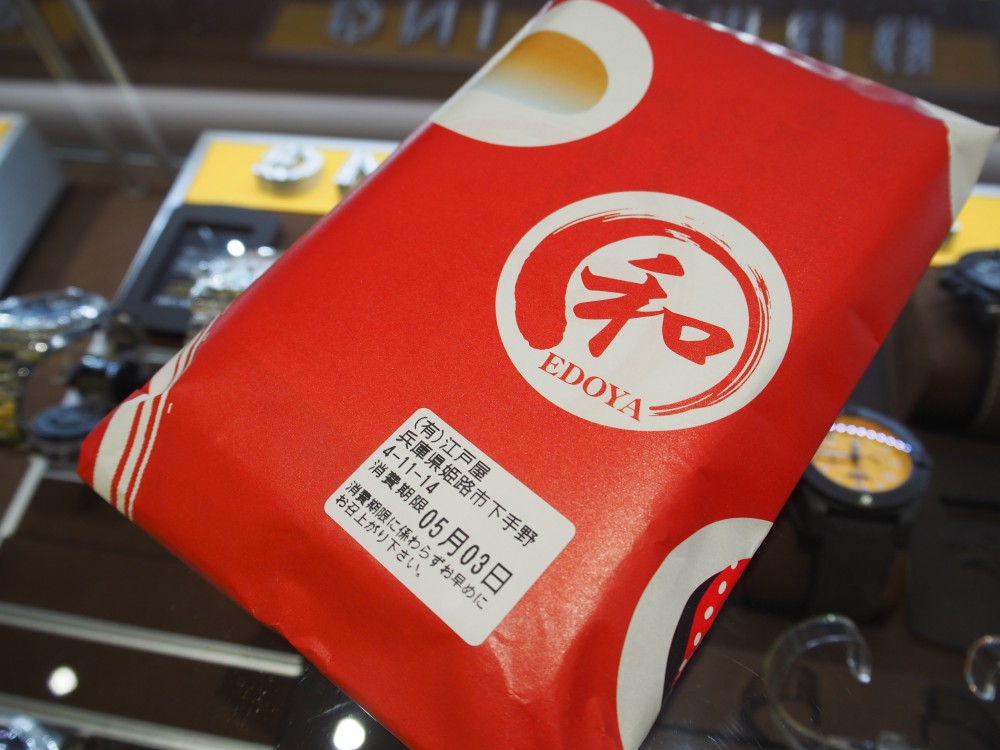 和
EDOYA
(有)江戸屋
兵庫県姫路市下手野
4-11-14
消費期限 05月03日
消費期限に係わらずお早めに
お召上がり下さい。